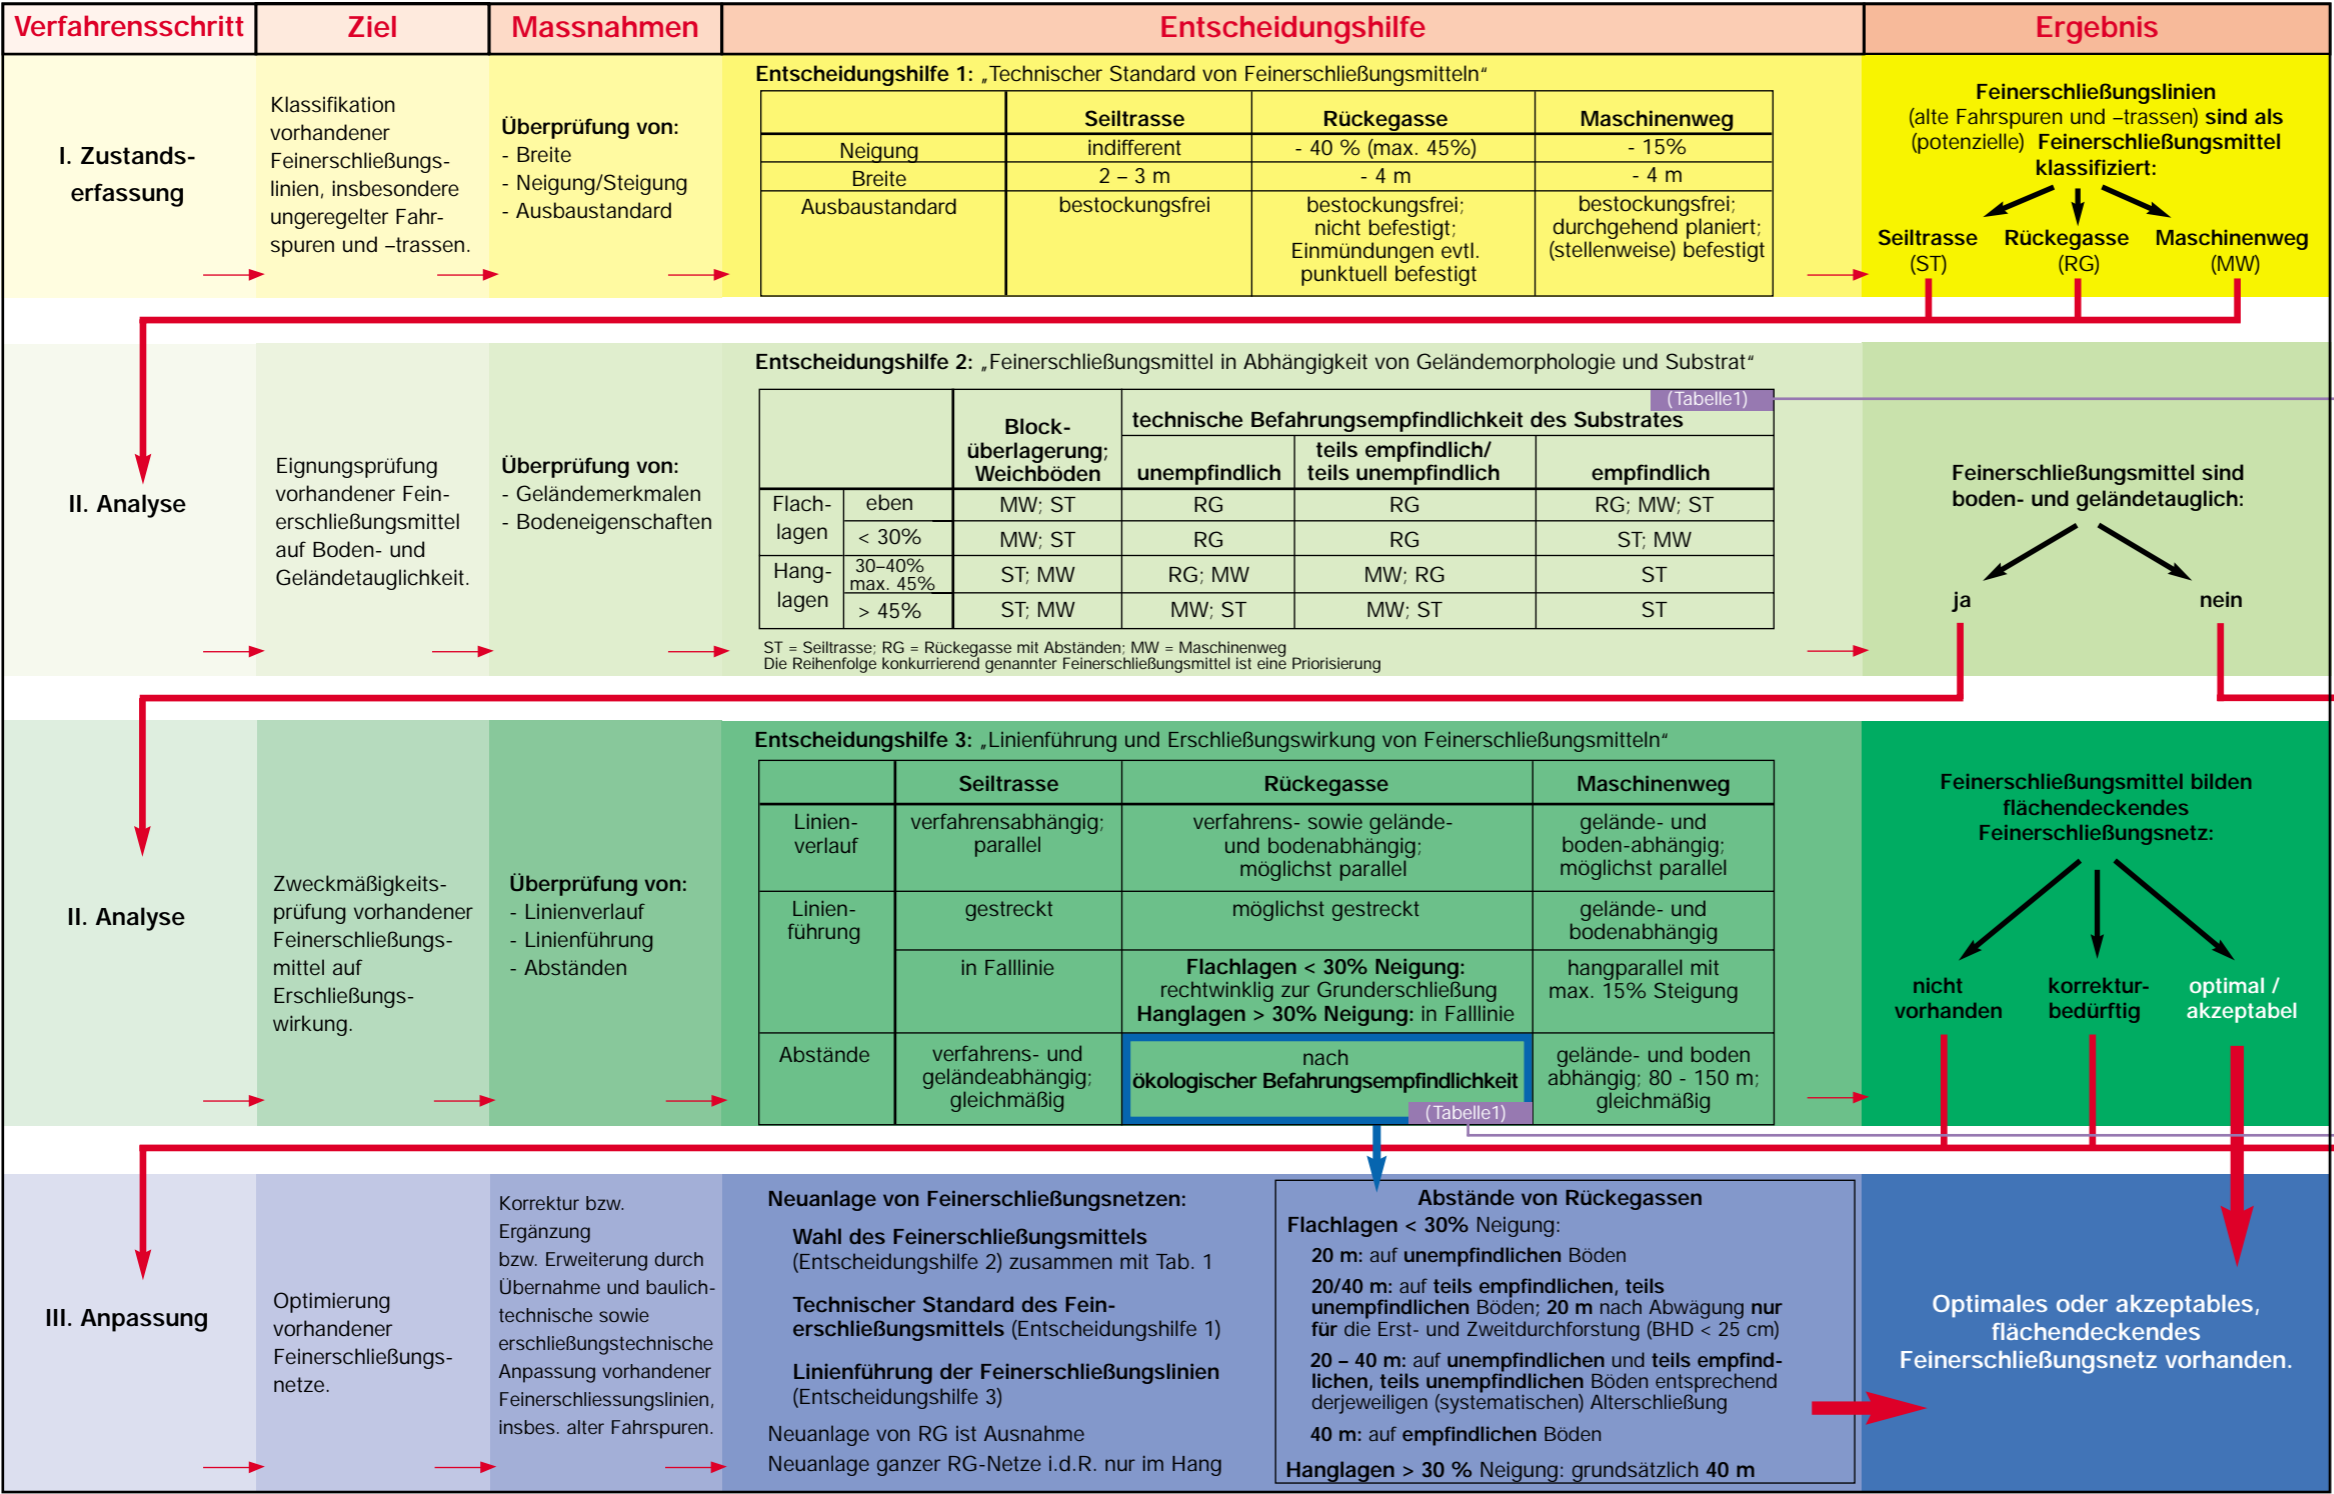 Verfahrensschritt
Ziel
Massnahmen
Entscheidungshilfe
Ergebnis
I. Zustands-
erfassung
Klassifikation
vorhandener
Feinerschließungs-
linien, insbesondere
ungeregelter Fahr-
spuren und –trassen.
Überprüfung von:
- Breite
- Neigung/Steigung
- Ausbaustandard
Entscheidungshilfe 1: „Technischer Standard von Feinerschließungsmitteln“
Seiltrasse
Rückegasse
Maschinenweg
Neigung
indifferent
- 40 % (max. 45%)
- 15%
Breite
2 – 3 m
- 4 m
- 4 m
Ausbaustandard
bestockungsfrei
bestockungsfrei;
nicht befestigt;
Einmündungen evtl.
punktuell befestigt
bestockungsfrei;
durchgehend planiert;
(stellenweise) befestigt
Feinerschließungslinien
(alte Fahrspuren und –trassen) sind als
(potenzielle) Feinerschließungsmittel
klassifiziert:
Seiltrasse
(ST)
Rückegasse
(RG)
Maschinenweg
(MW)
II. Analyse
Eignungsprüfung
vorhandener Fein-
erschließungsmittel
auf Boden- und
Geländetauglichkeit.
Überprüfung von:
- Geländemerkmalen
- Bodeneigenschaften
Entscheidungshilfe 2: „Feinerschließungsmittel in Abhängigkeit von Geländemorphologie und Substrat“
(Tabelle1)
Block-
überlagerung;
Weichböden
technische Befahrungsempfindlichkeit des Substrates
unempfindlich
teils empfindlich/
teils unempfindlich
empfindlich
Flach-
lagen
eben
MW; ST
RG
RG
RG; MW; ST
< 30%
MW; ST
RG
RG
ST; MW
Hang-
lagen
30–40%
max. 45%
ST; MW
RG; MW
MW; RG
ST
> 45%
ST; MW
MW; ST
MW; ST
ST
ST = Seiltrasse; RG = Rückegasse mit Abständen; MW = Maschinenweg
Die Reihenfolge konkurrierend genannter Feinerschließungsmittel ist eine Priorisierung
Feinerschließungsmittel sind
boden- und geländetauglich:
ja
nein
II. Analyse
Zweckmäßigkeits-
prüfung vorhandener
Feinerschließungs-
mittel auf
Erschließungs-
wirkung.
Überprüfung von:
- Linienverlauf
- Linienführung
- Abständen
Entscheidungshilfe 3: „Linienführung und Erschließungswirkung von Feinerschließungsmitteln“
Seiltrasse
Rückegasse
Maschinenweg
Linien-
verlauf
verfahrensabhängig;
parallel
verfahrens- sowie gelände-
und bodenabhängig;
möglichst parallel
gelände- und
boden-abhängig;
möglichst parallel
Linien-
führung
gestreckt
möglichst gestreckt
gelände- und
bodenabhängig
in Falllinie
Flachlagen < 30% Neigung:
rechtwinklig zur Grunderschließung
Hanglagen > 30% Neigung: in Falllinie
hangparallel mit
max. 15% Steigung
Abstände
verfahrens- und
geländeabhängig;
gleichmäßig
nach
ökologischer Befahrungsempfindlichkeit
(Tabelle1)
gelände- und boden
abhängig; 80 - 150 m;
gleichmäßig
Feinerschließungsmittel bilden
flächendeckendes
Feinerschließungsnetz:
nicht
vorhanden
korrektur-
bedürftig
optimal /
akzeptabel
III. Anpassung
Optimierung
vorhandener
Feinerschließungs-
netze.
Korrektur bzw.
Ergänzung
bzw. Erweiterung durch
Übernahme und baulich-
technische sowie
erschließungstechnische
Anpassung vorhandener
Feinerschliessungslinien,
insbes. alter Fahrspuren.
Neuanlage von Feinerschließungsnetzen:
Wahl des Feinerschließungsmittels
(Entscheidungshilfe 2) zusammen mit Tab. 1
Technischer Standard des Fein-
erschließungsmittels (Entscheidungshilfe 1)
Linienführung der Feinerschließungslinien
(Entscheidungshilfe 3)
Neuanlage von RG ist Ausnahme
Neuanlage ganzer RG-Netze i.d.R. nur im Hang
Abstände von Rückegassen
Flachlagen < 30% Neigung:
20 m: auf unempfindlichen Böden
20/40 m: auf teils empfindlichen, teils
unempfindlichen Böden; 20 m nach Abwägung nur
für die Erst- und Zweitdurchforstung (BHD < 25 cm)
20 – 40 m: auf unempfindlichen und teils empfind-
lichen, teils unempfindlichen Böden entsprechend
derjeweiligen (systematischen) Alterschließung
40 m: auf empfindlichen Böden
Hanglagen > 30 % Neigung: grundsätzlich 40 m
Optimales oder akzeptables,
flächendeckendes
Feinerschließungsnetz vorhanden.